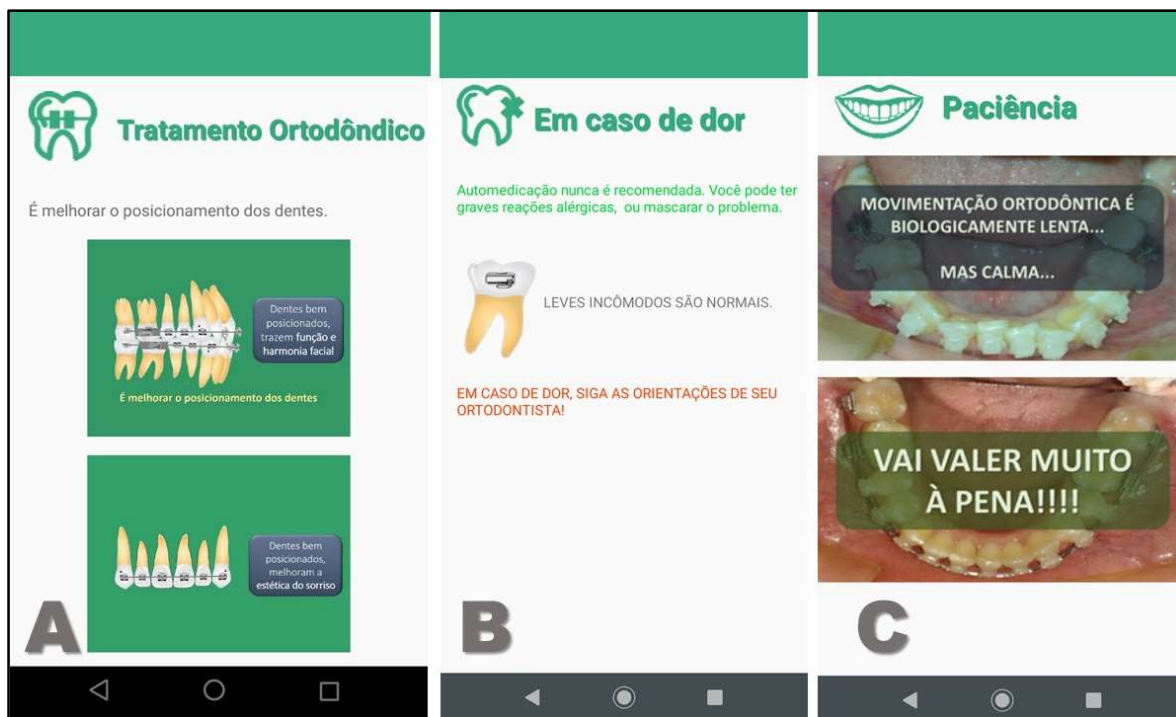 Tratamento Ortodôndico
É melhorar o posicionamento dos dentes.
Dentes bem
posicionados,
trazem função e
harmonia facial
É melhorar o posicionamento dos dentes
Dentes bem
posicionados,
melhoram a
estética do sorriso
A
Em caso de dor
Automedicação nunca é recomendada. Você pode ter
graves reações alérgicas, ou mascarar o problema.
LEVES INCÔMODOS SÃO NORMAIS.
EM CASO DE DOR, SIGA AS ORIENTAÇÕES DE SEU
ORTODONTISTA!
B
Paciência
MOVIMENTAÇÃO ORTODÔNTICA É
BIOLOGICAMENTE LENTA...
MAS CALMA...
VAI VALER MUITO
À PENA!!!!
C